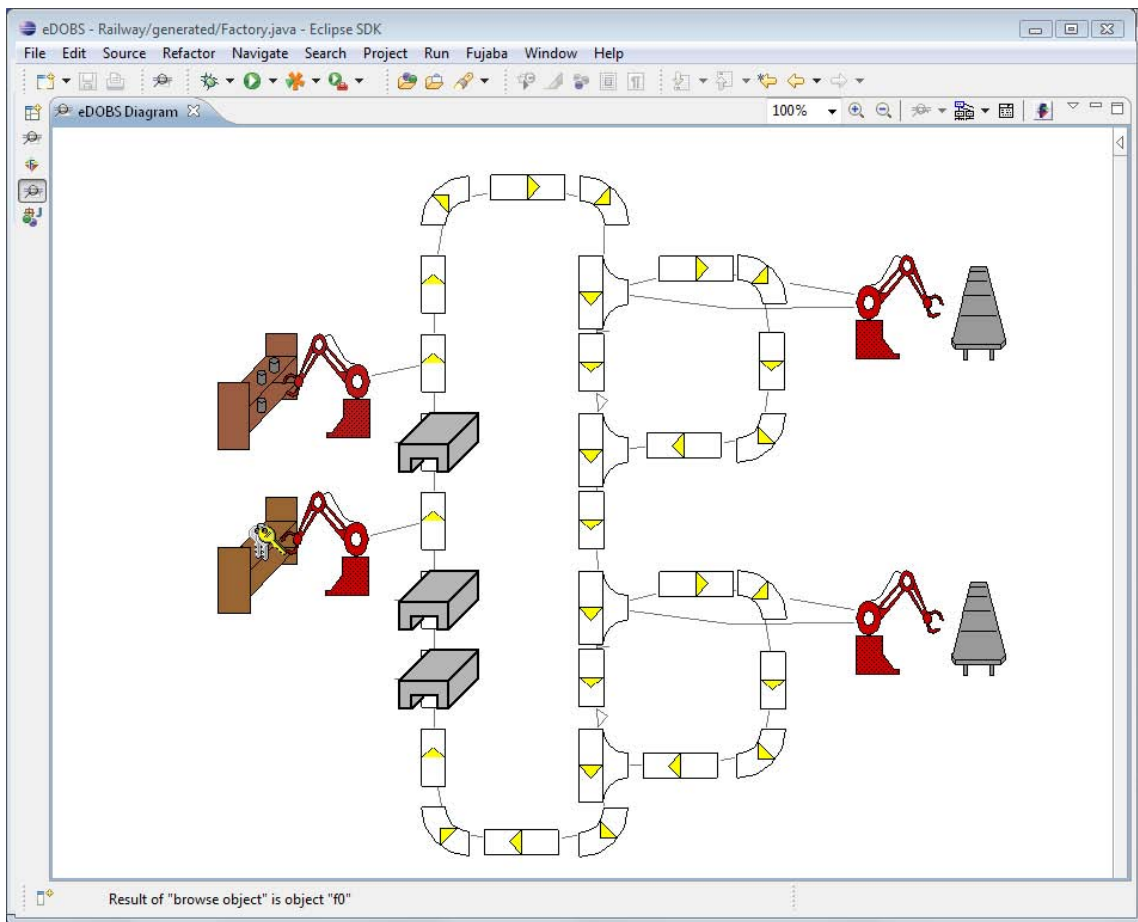 eDOBS - Railway/generated/Factory.java - Eclipse SDK
File Edit Source Refactor Navigate Search Project Run Fujaba Window Help
eDOBS Diagram
100%
Result of "browse object" is object "f0"